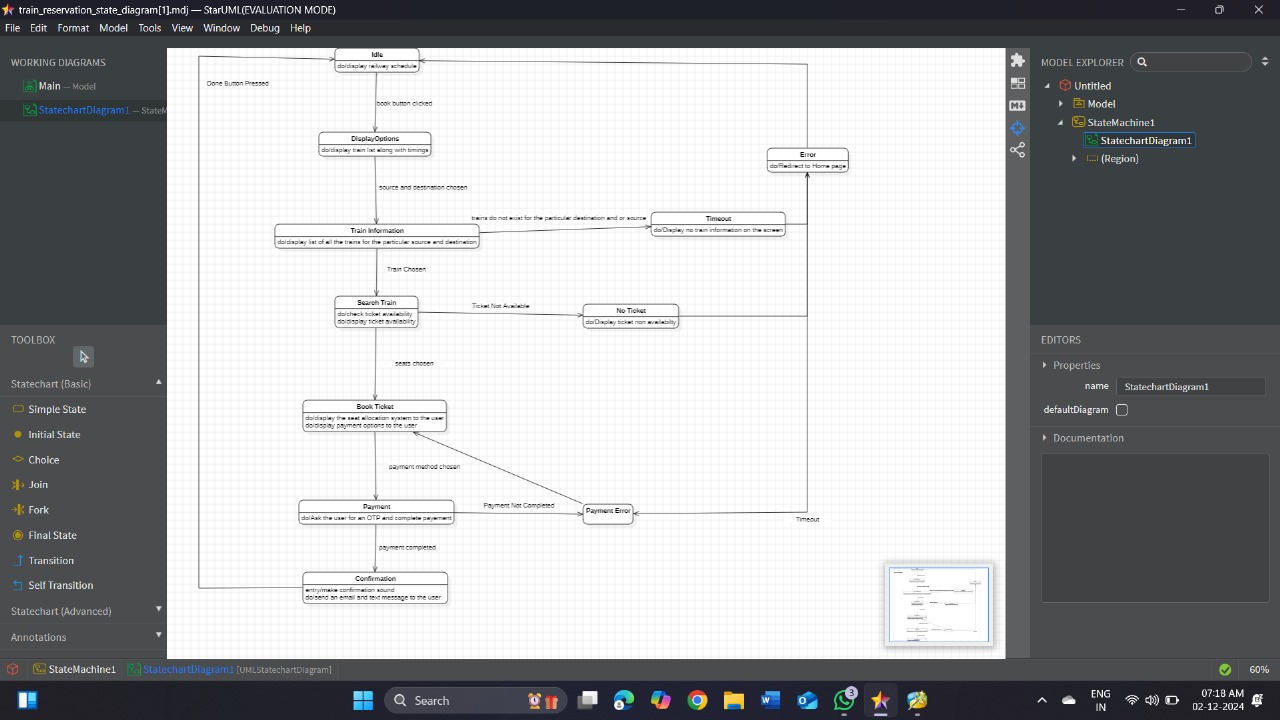 train_reservation_state_diagram[1].mdj — StarUML(EVALUATION MODE)
File Edit Format Model Tools View Window Debug Help
WORKING DIAGRAMS
Main — Model
StatechartDiagram1 — StateM
TOOLBOX
Statechart (Basic)
Simple State
Initial State
Choice
Join
Fork
Final State
Transition
Self Transition
Statechart (Advanced)
Annotations
Idle
do/display railway schedule
Done Button Pressed
book button clicked
DisplayOptions
do/display train list along with timings
Error
do/Redirect to Home page
source and destination chosen
trains do not exist for the particular destination and or source
Timeout
do/Display no train information on the screen
Train Information
do/display list of all the trains for the particular source and destination
Train Chosen
Search Train
do/check ticket availability
do/display ticket availability
Ticket Not Available
No Ticket
do/Display ticket non availabilty
seats chosen
Book Ticket
do/display the seat allocation system to the user
do/display payment options to the user
payment method chosen
Payment
do/Ask the user for an OTP and complete payement
Payment Not Completed
Payment Error
Timeout
payment completed
Confirmation
entry/make confirmation sound
do/send an email and text message to the user
Untitled
Model
StateMachine1
StatechartDiagram1
(Region)
EDITORS
Properties
name StatechartDiagram1
Documentation
StateMachine1 StatechartDiagram1 [UMLStatechartDiagram]
60%
Search
3
ENG
IN
07:18 AM
02-12-2024